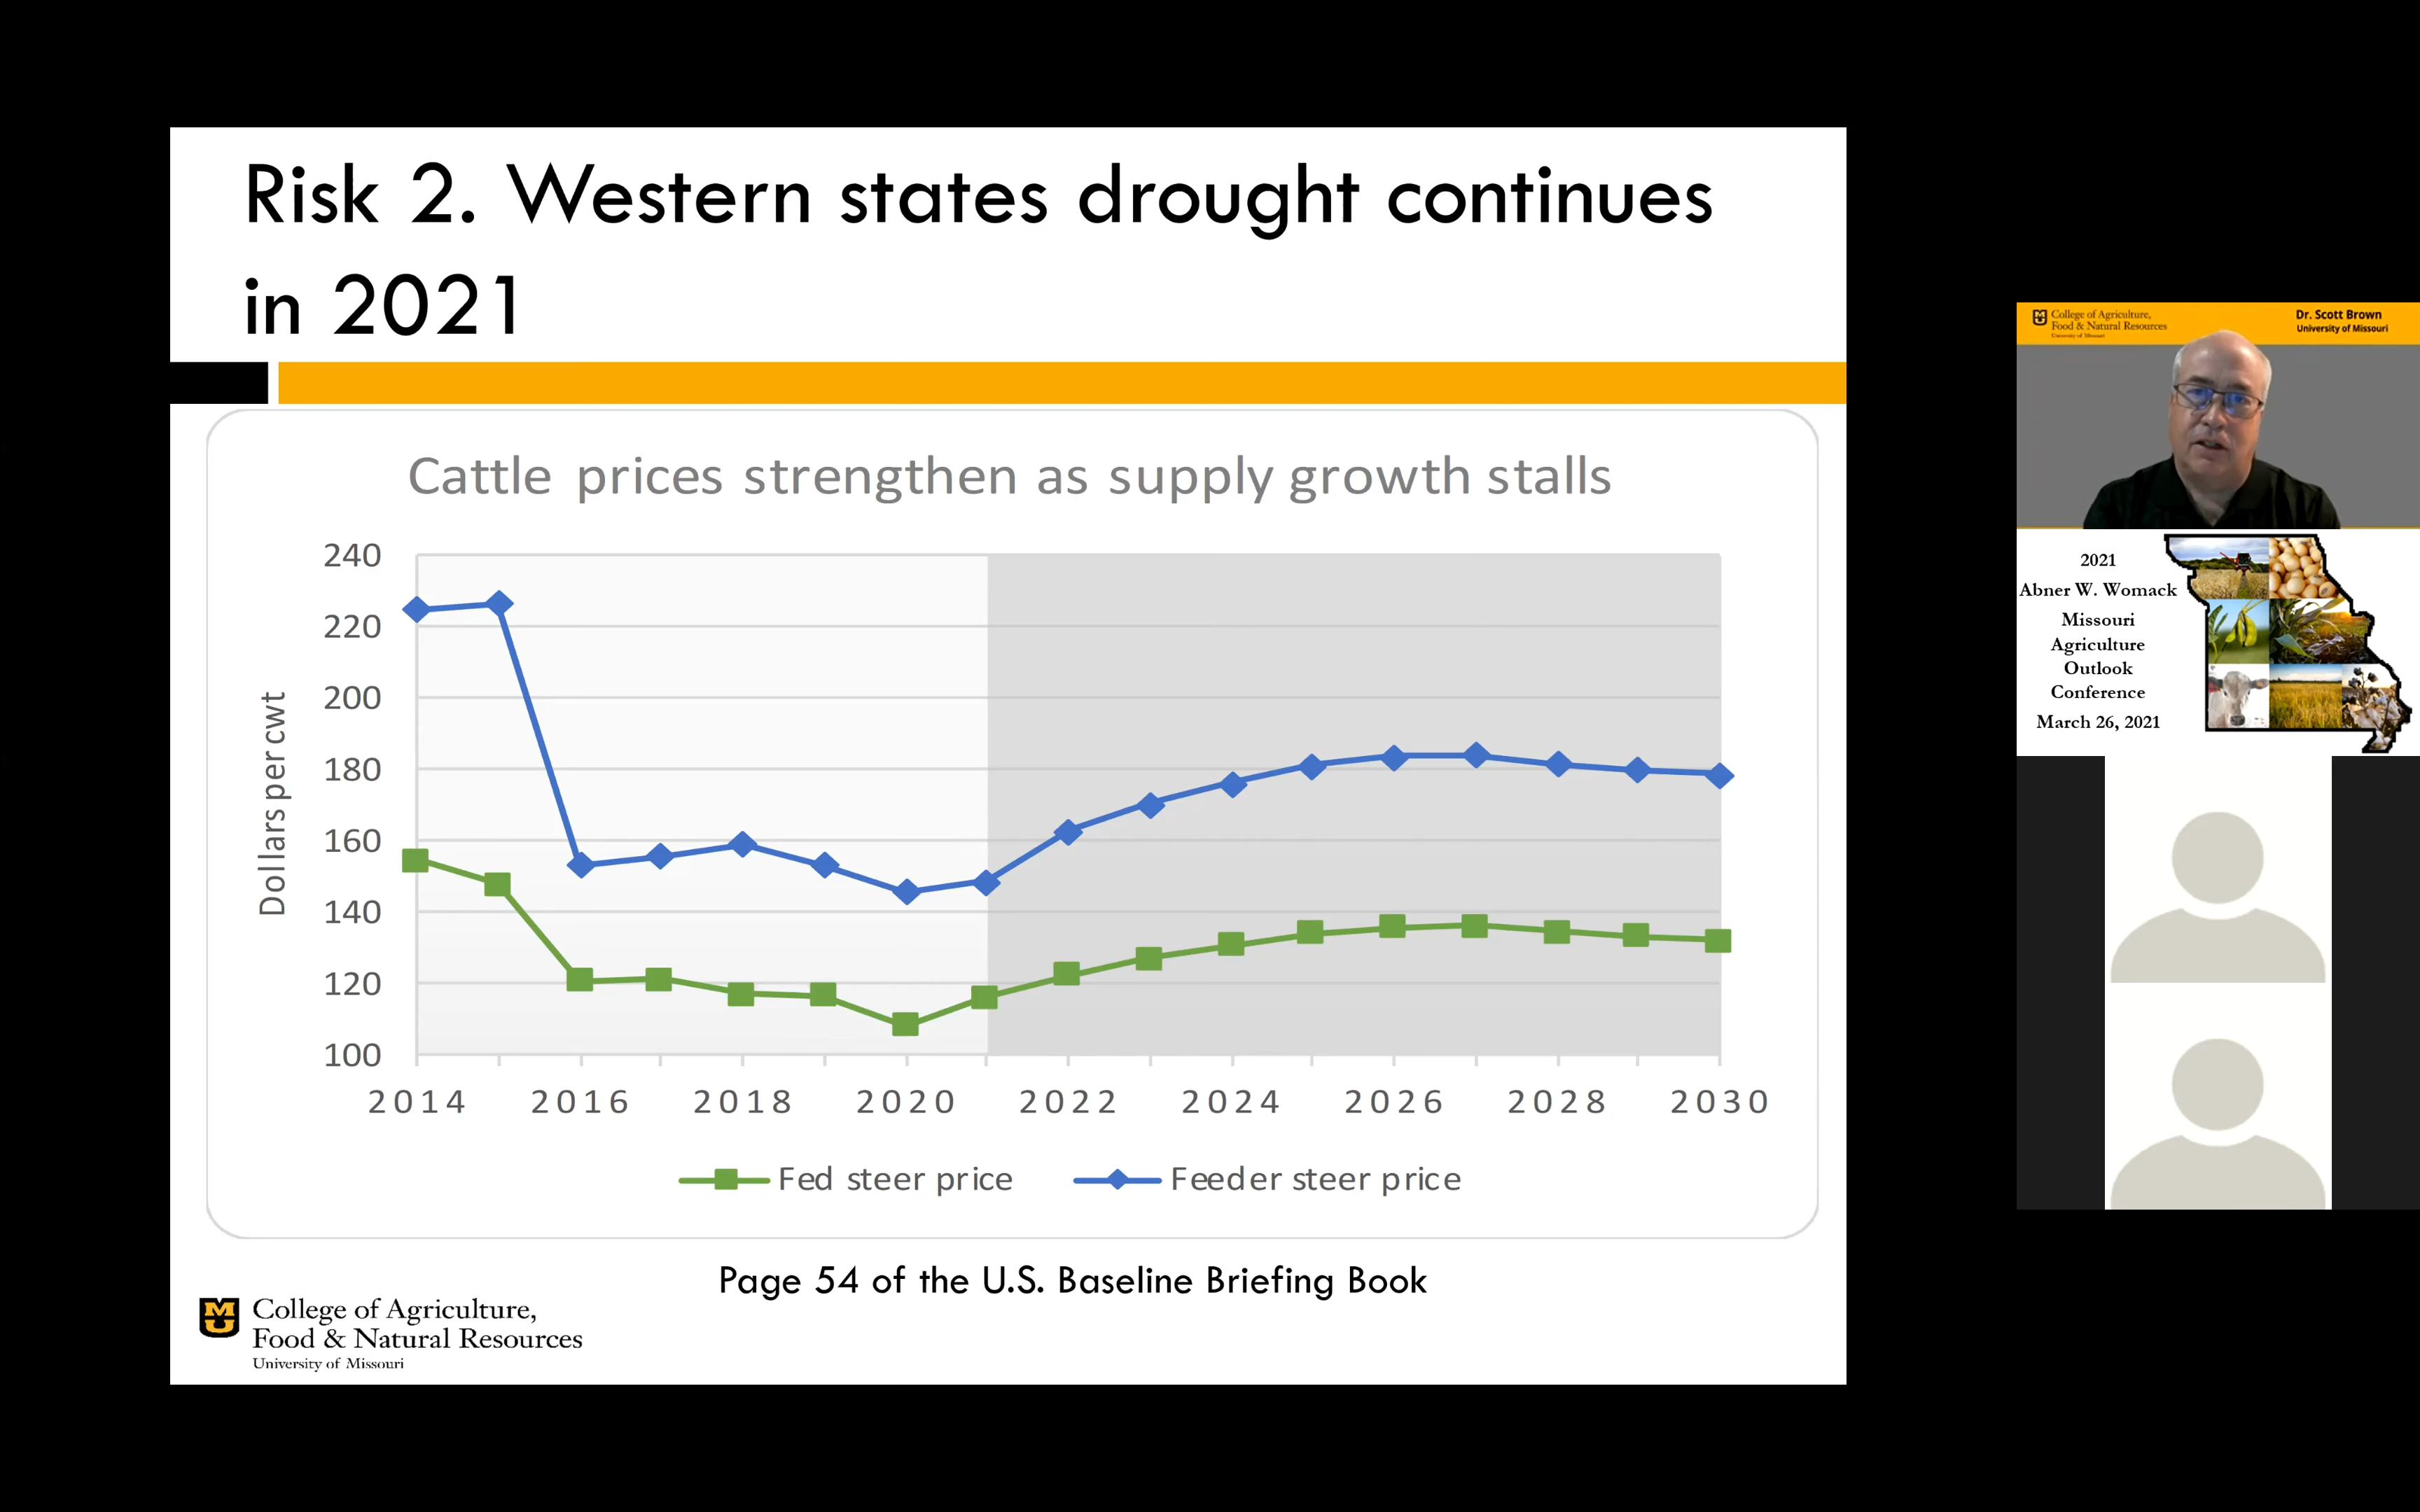 Risk 2. Western states drought continues
in 2021
Cattle prices strengthen as supply growth stalls
Dollars per cwt
240
220
200
180
160
140
120
100
2014 2016 2018 2020 2022 2024 2026 2028 2030
Fed steer price Feeder steer price
Page 54 of the U.S. Baseline Briefing Book
College of Agriculture,
Food & Natural Resources
University of Missouri
College of Agriculture,
Food & Natural Resources
University of Missouri
Dr. Scott Brown
University of Missouri
2021
Abner W. Womack
Missouri
Agriculture
Outlook
Conference
March 26, 2021